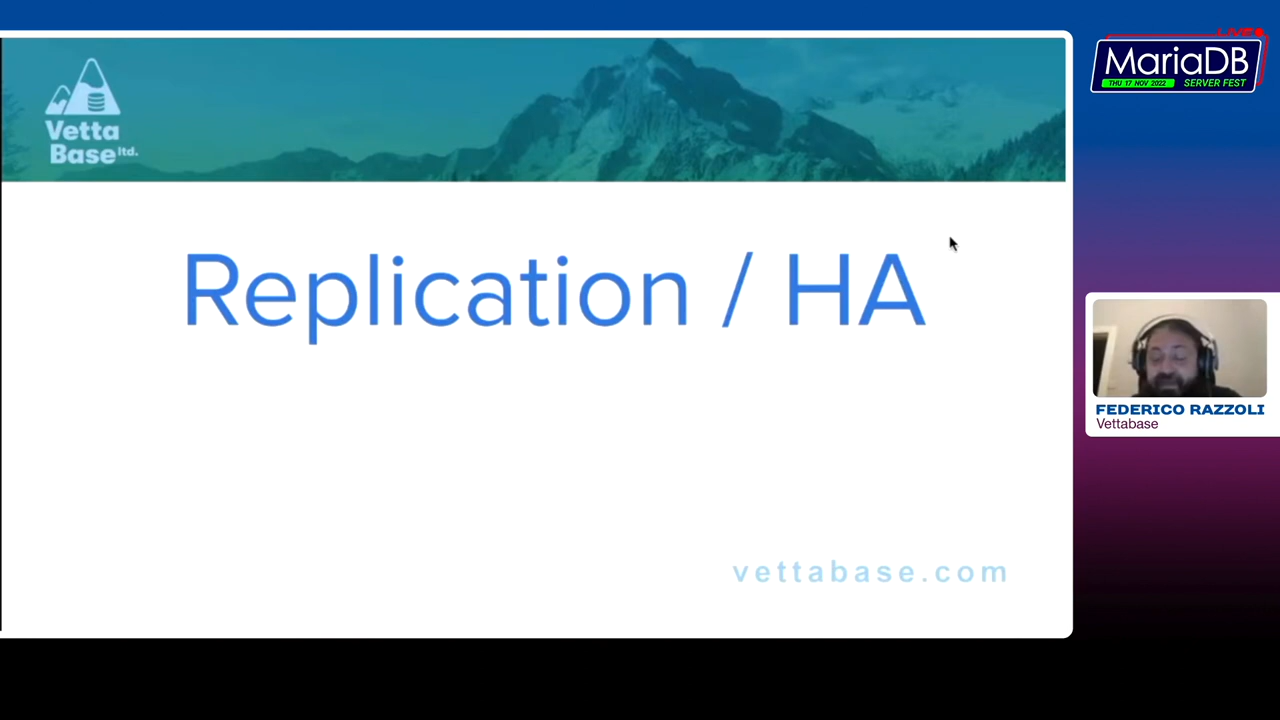 Vetta
Base ltd.
Replication / HA
vettabase.com
LIVE
MariaDB
THU 17 NOV 2022
SERVER FEST
FEDERICO RAZZOLI
Vettabase